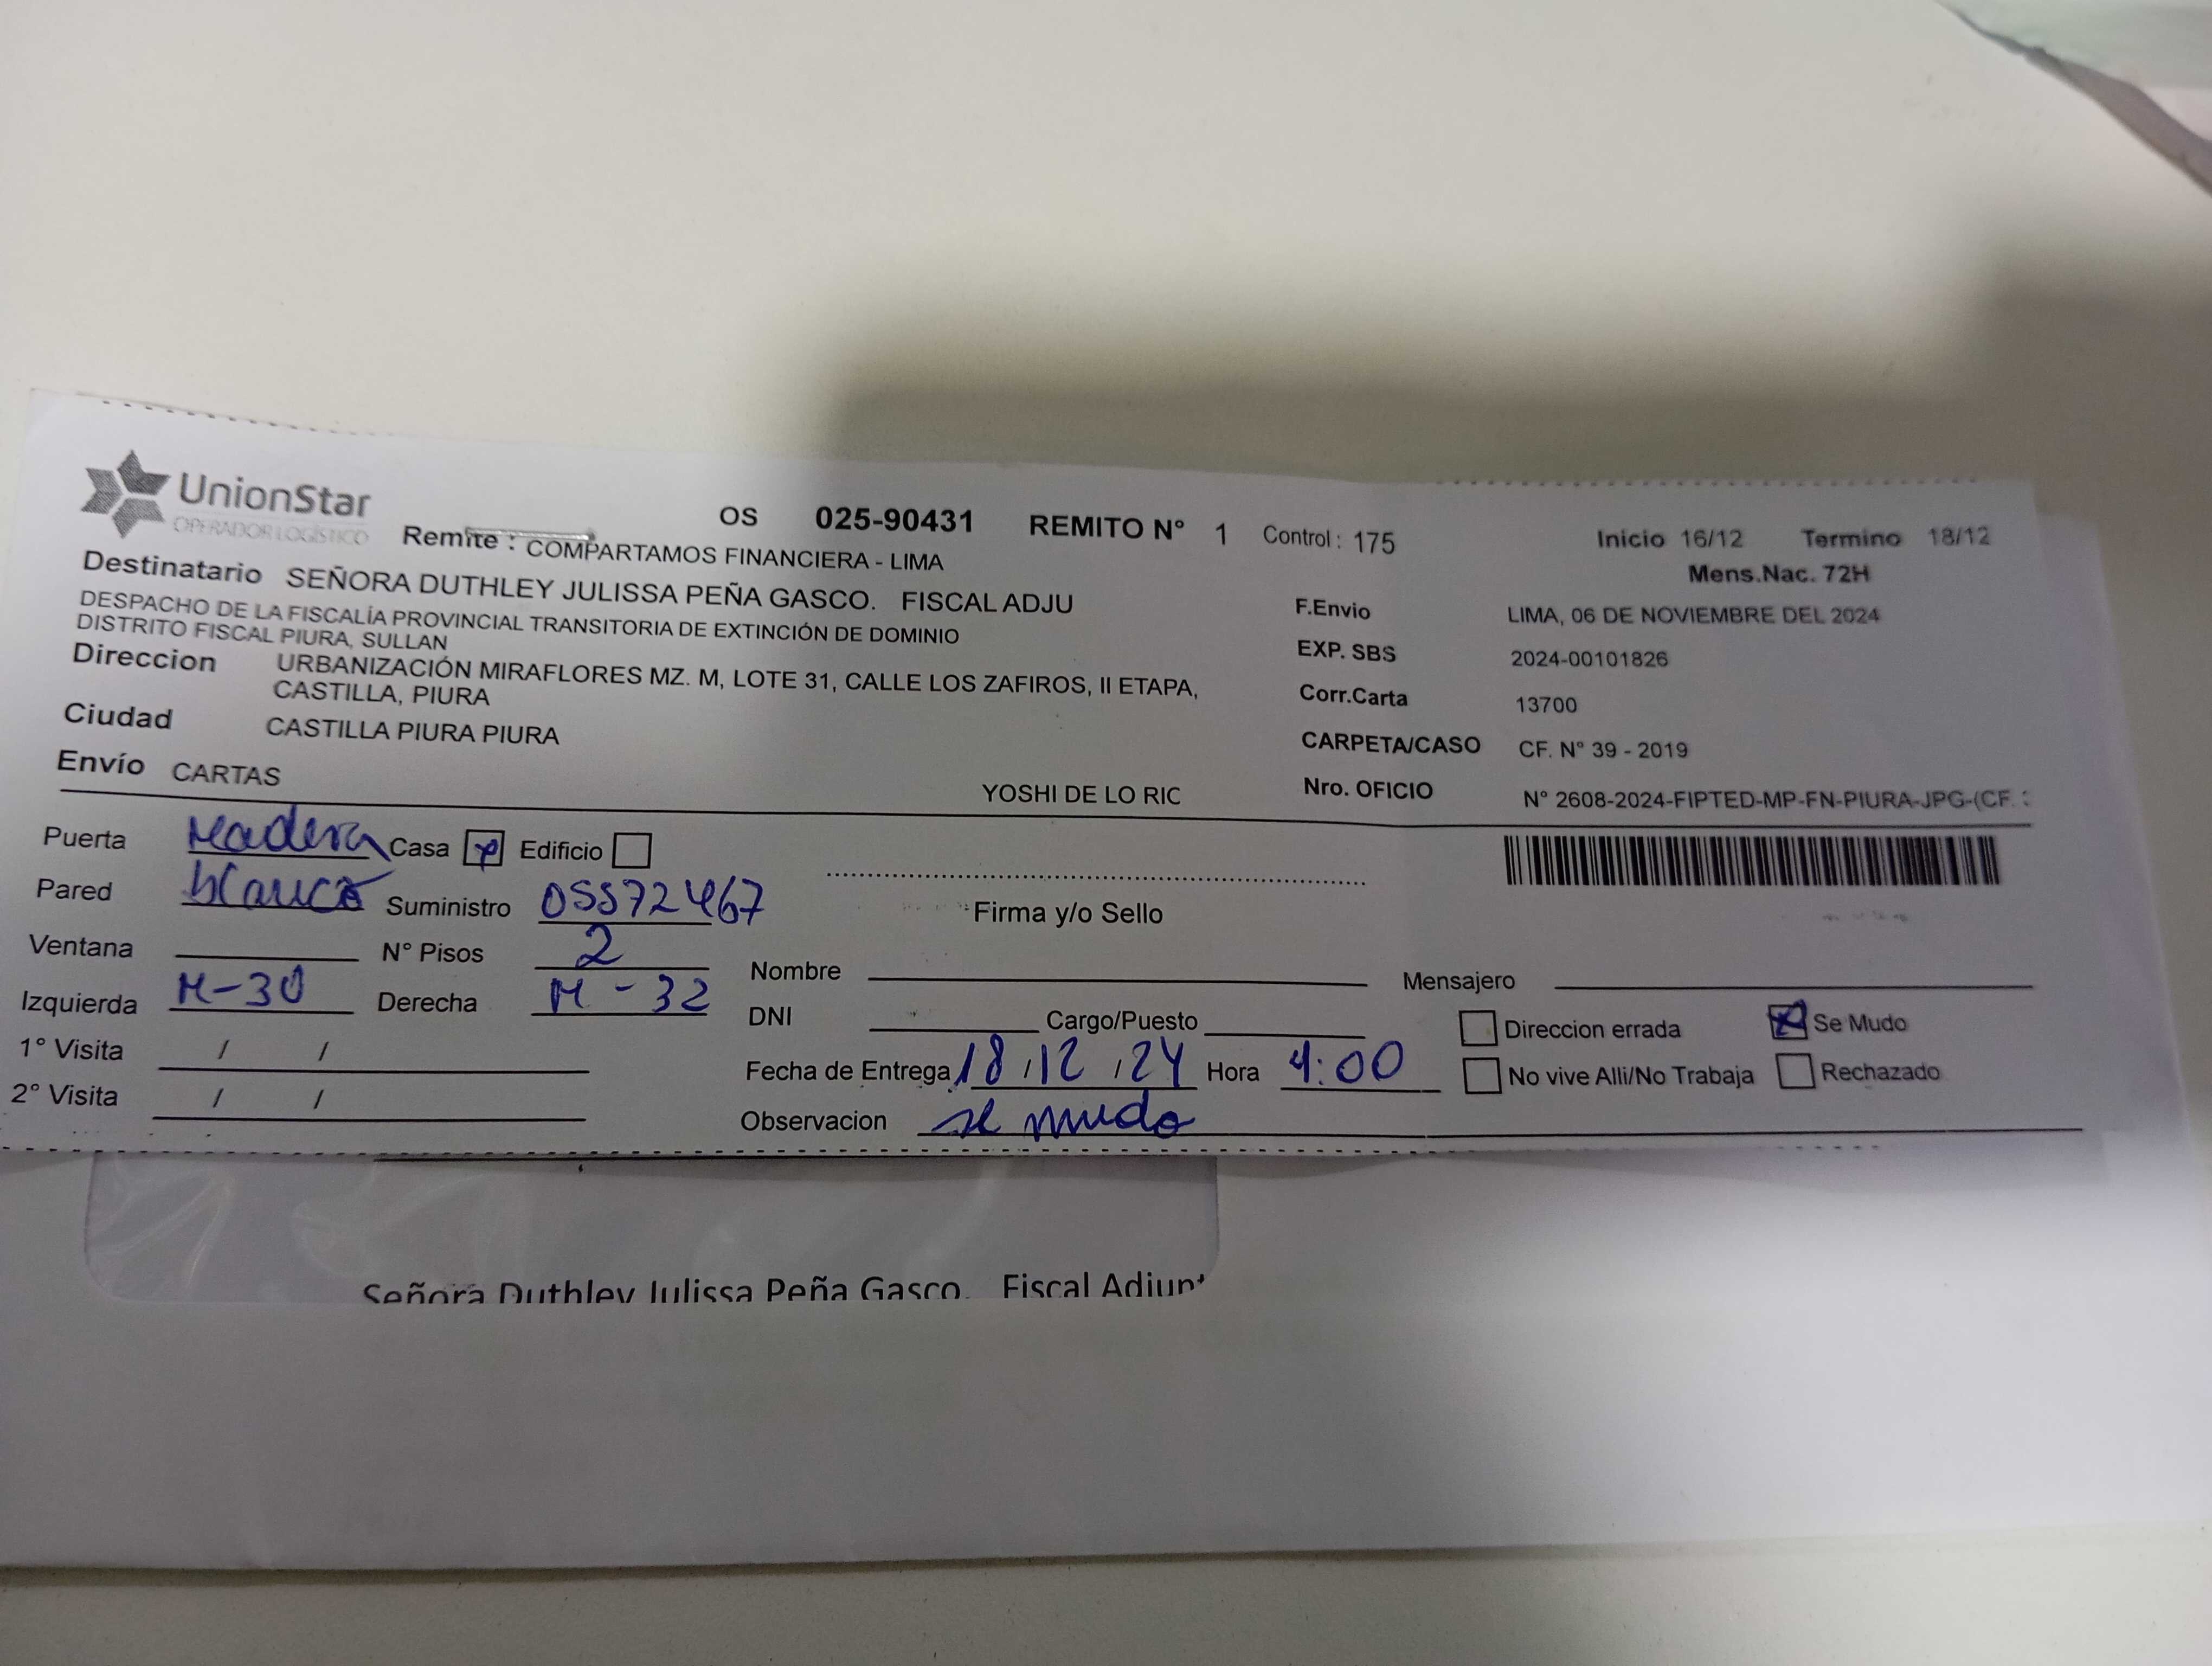 UnionStar
OPERADOR LOGÍSTICO
OS 025-90431 REMITO N° 1 Control : 175 Inicio 16/12 Termino 18/12
Remite : COMPARTAMOS FINANCIERA - LIMA Mens.Nac. 72H
Destinatario SEÑORA DUTHLEY JULISSA PEÑA GASCO. FISCAL ADJU
F.Envio LIMA, 06 DE NOVIEMBRE DEL 2024
DESPACHO DE LA FISCALÍA PROVINCIAL TRANSITORIA DE EXTINCIÓN DE DOMINIO
DISTRITO FISCAL PIURA, SULLAN
EXP. SBS 2024-00101826
Direccion URBANIZACIÓN MIRAFLORES MZ. M, LOTE 31, CALLE LOS ZAFIROS, II ETAPA,
CASTILLA, PIURA
Corr.Carta 13700
Ciudad CASTILLA PIURA PIURA
CARPETA/CASO CF. N° 39 - 2019
Envío CARTAS
YOSHI DE LO RIC
Nro. OFICIO N° 2608-2024-FIPTED-MP-FN-PIURA-JPG-(CF.
Puerta Madera Casa Edificio
Pared blanca Suministro 05572467
Firma y/o Sello
Ventana N° Pisos 2
Nombre Mensajero
Izquierda M-30 Derecha M - 32
DNI Cargo/Puesto Direccion errada Se Mudo
1° Visita / /
Fecha de Entrega 18/12/24 Hora 4:00 No vive Alli/No Trabaja Rechazado
2° Visita / /
Observacion se mudo
Señora Duthley Julissa Peña Gasco. Fiscal Adjunt